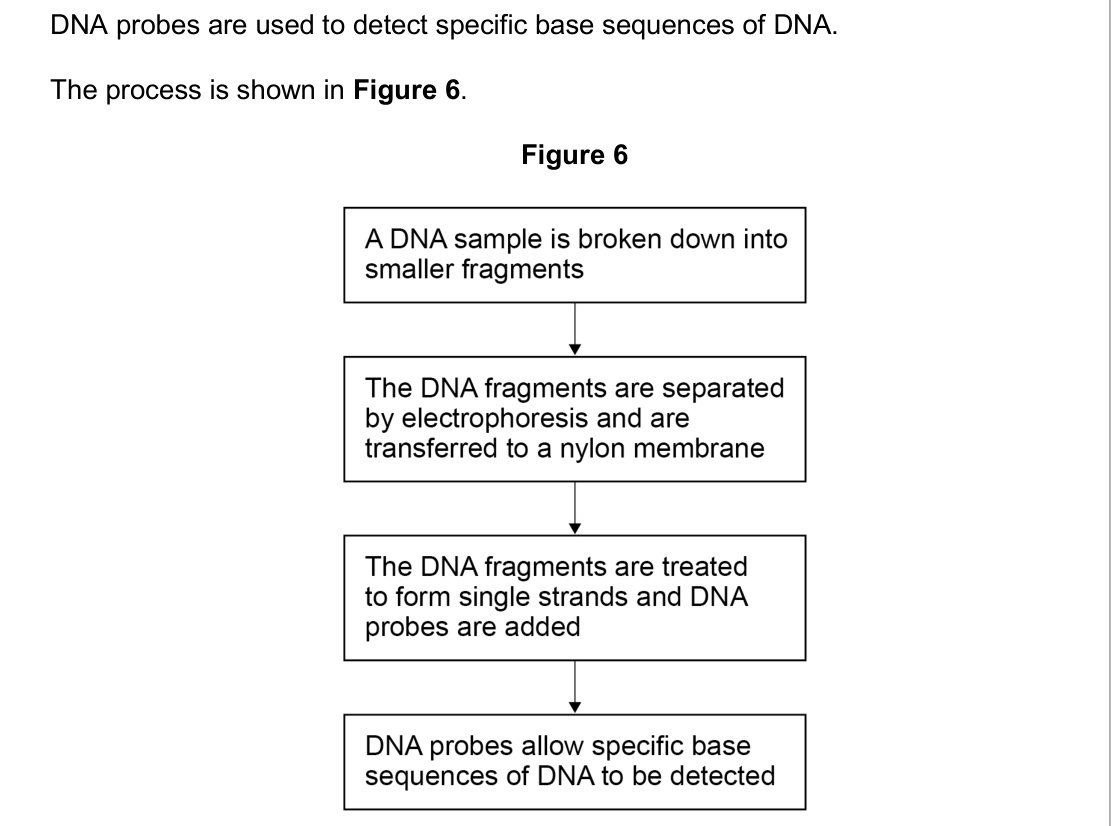 DNA probes are used to detect specific base sequences of DNA.
The process is shown in Figure 6.
Figure 6
A DNA sample is broken down into
smaller fragments
The DNA fragments are separated
by electrophoresis and are
transferred to a nylon membrane
The DNA fragments are treated
to form single strands and DNA
probes are added
DNA probes allow specific base
sequences of DNA to be detected